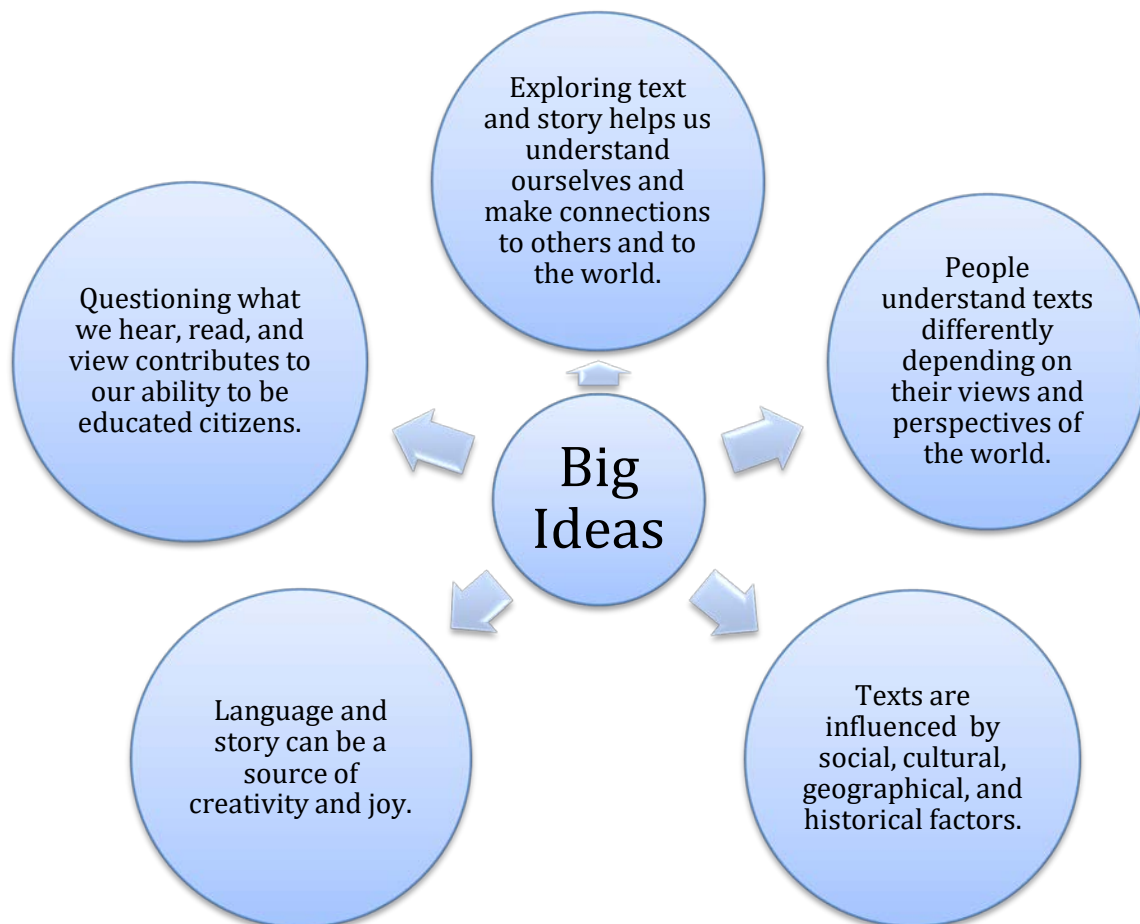 Exploring text
and story helps us
understand
ourselves and
make connections
to others and to
the world.
Questioning what
we hear, read, and
view contributes to
our ability to be
educated citizens.
People
understand texts
differently
depending on
their views and
perspectives of
the world.
Big
Ideas
Language and
story can be a
source of
creativity and joy.
Texts are
influenced  by
social, cultural,
geographical, and
historical factors.